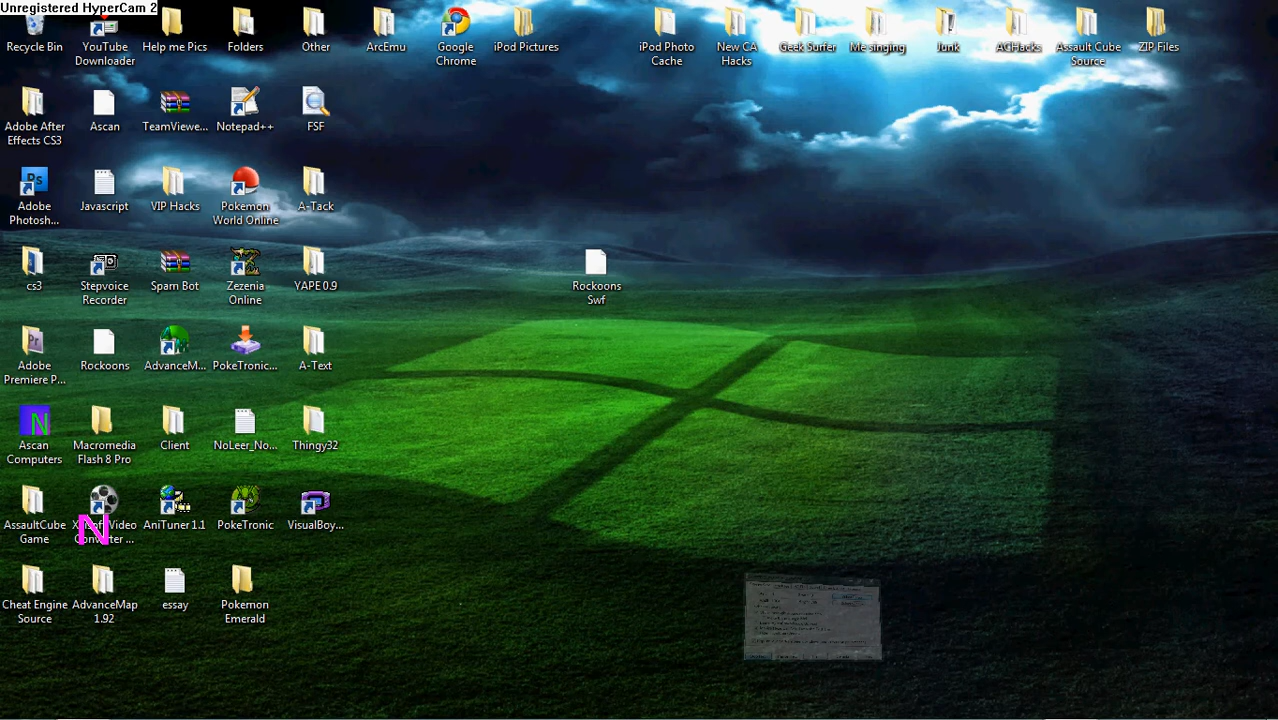 Unregistered HyperCam 2
Recycle Bin
YouTube
Downloader
Help me Pics
Folders
Other
ArcEmu
Google
Chrome
iPod Pictures
iPod Photo
Cache
New CA
Hacks
Geek Surfer
Me singing
Junk
ACHacks
Assault Cube
Source
ZIP Files
Adobe After
Effects CS3
Ascan
TeamViewe...
Notepad++
FSF
Adobe
Photosh...
Javascript
VIP Hacks
Pokemon
World Online
A-Tack
cs3
Stepvoice
Recorder
Spam Bot
Zezenia
Online
YAPE 0.9
Rockoons
Swf
Adobe
Premiere P...
Rockoons
AdvanceM...
PokeTronic...
A-Text
Ascan
Computers
Macromedia
Flash 8 Pro
Client
NoLeer_No...
Thingy32
AssaultCube
Game
Video
...
AniTuner 1.1
PokeTronic
VisualBoy...
Cheat Engine
Source
AdvanceMap
1.92
essay
Pokemon
Emerald